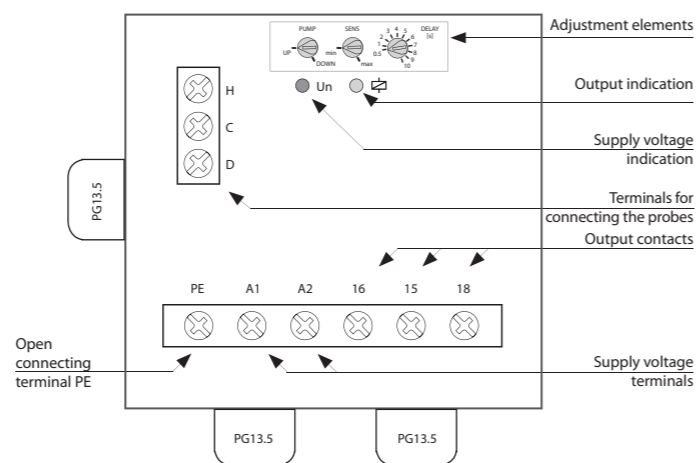 PUMP
SENS
DELAY
[s]
UP
DOWN
min
max
0.5
1
2
3
4
5
6
7
8
9
10
Adjustment elements
Un
Output indication
H
C
D
Supply voltage
indication
PG13.5
Terminals for
connecting the probes
Output contacts
PE
A1
A2
16
15
18
Open
connecting
terminal PE
Supply voltage
terminals
PG13.5
PG13.5